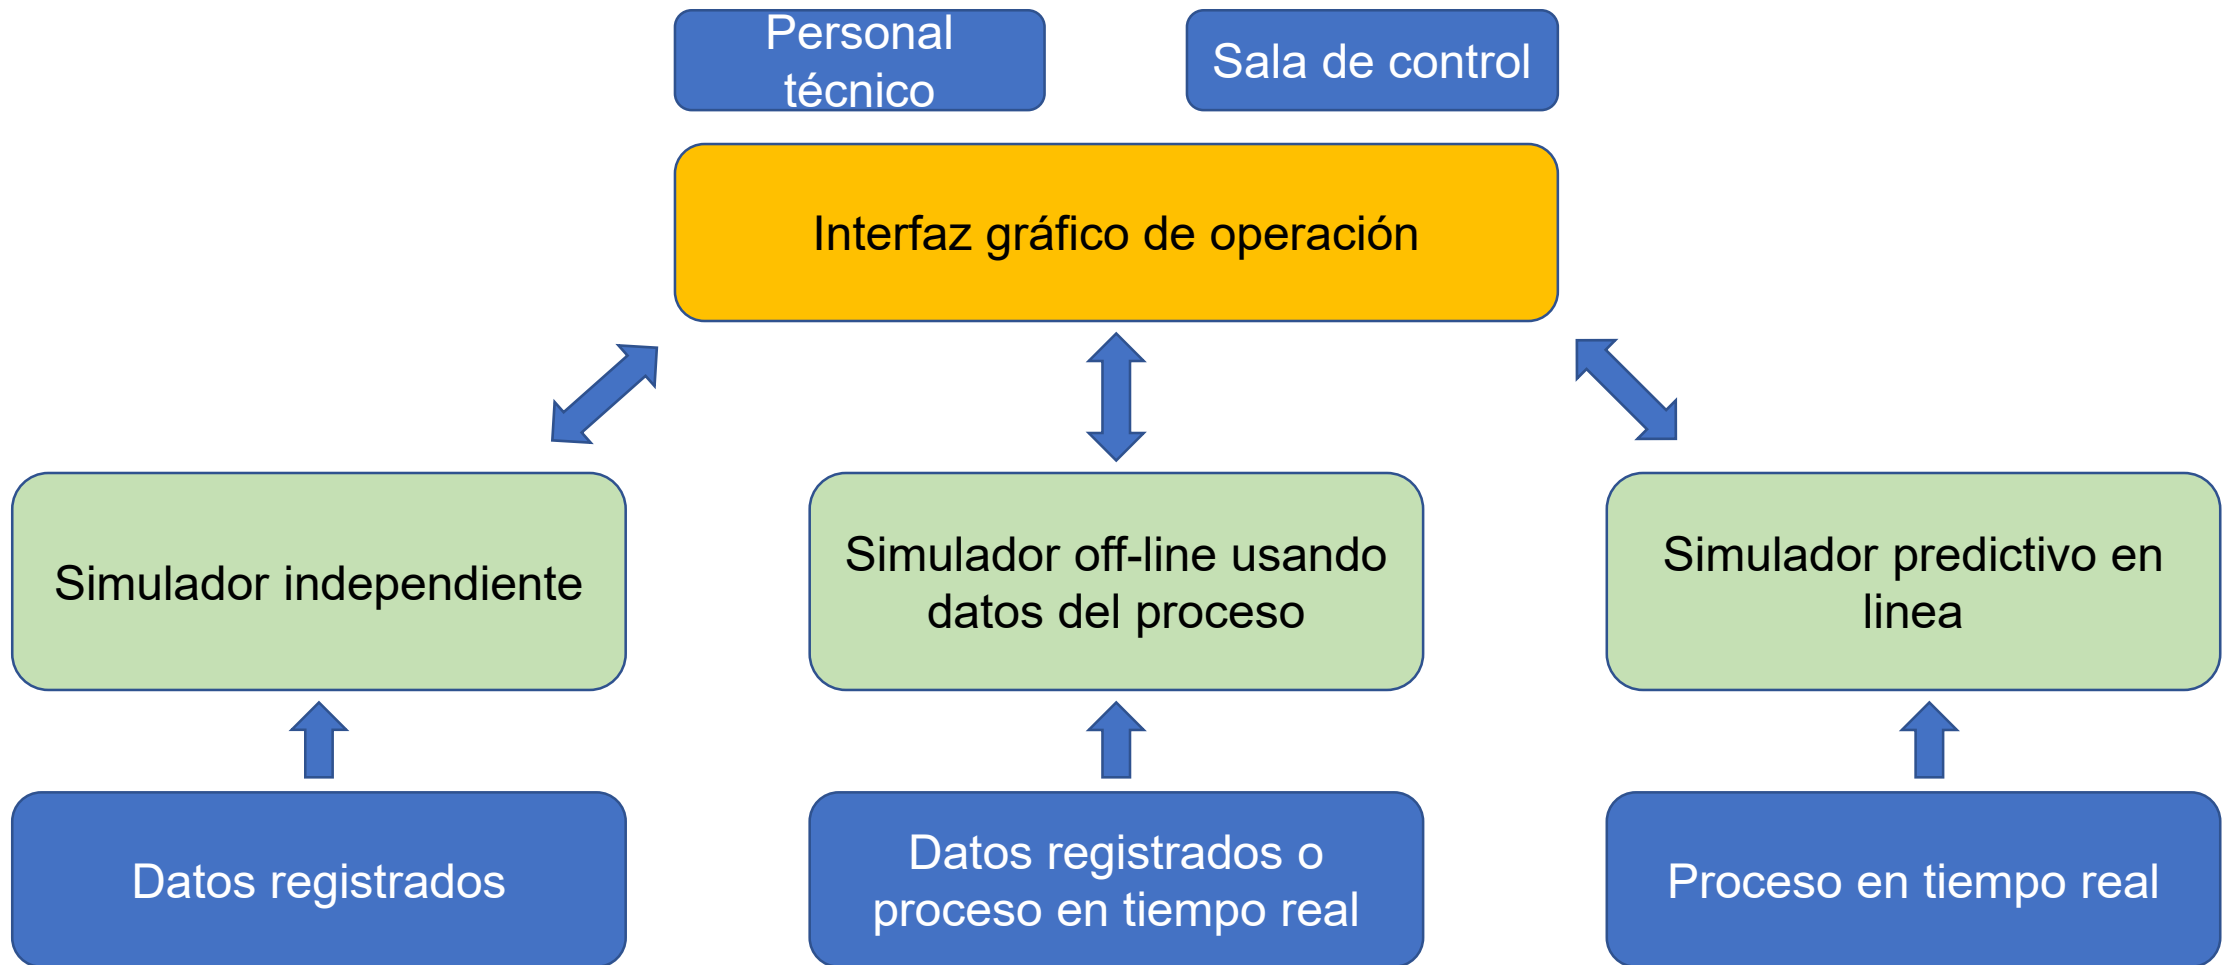 Personal
técnico
Sala de control
Interfaz gráfico de operación
Simulador independiente
Simulador off-line usando
datos del proceso
Simulador predictivo en
linea
Datos registrados
Datos registrados o
proceso en tiempo real
Proceso en tiempo real